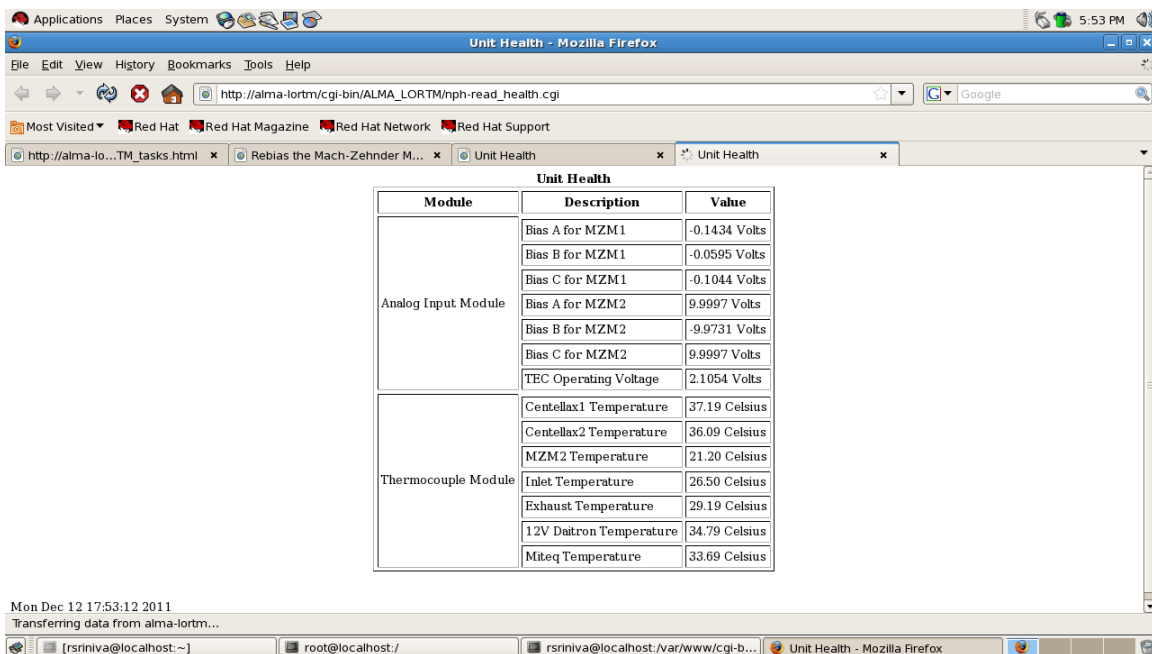 Applications Places System 5:53 PM
Unit Health - Mozilla Firefox
File Edit View History Bookmarks Tools Help
http://alma-lortm/cgi-bin/ALMA_LORTM/nph-read_health.cgi G Google
Most Visited Red Hat Red Hat Magazine Red Hat Network Red Hat Support
http://alma-lo...TM_tasks.html Rebias the Mach-Zehnder M... Unit Health Unit Health
Unit Health
Module Description Value
Analog Input Module
Bias A for MZM1 -0.1434 Volts
Bias B for MZM1 -0.0595 Volts
Bias C for MZM1 -0.1044 Volts
Bias A for MZM2 9.9997 Volts
Bias B for MZM2 -9.9731 Volts
Bias C for MZM2 9.9997 Volts
TEC Operating Voltage 2.1054 Volts
Thermocouple Module
Centellax1 Temperature 37.19 Celsius
Centellax2 Temperature 36.09 Celsius
MZM2 Temperature 21.20 Celsius
Inlet Temperature 26.50 Celsius
Exhaust Temperature 29.19 Celsius
12V Daitron Temperature 34.79 Celsius
Miteq Temperature 33.69 Celsius
Mon Dec 12 17:53:12 2011
Transferring data from alma-lortm...
[rsriniva@localhost:~] root@localhost:/ rsriniva@localhost:/var/www/cgi-b... Unit Health - Mozilla Firefox